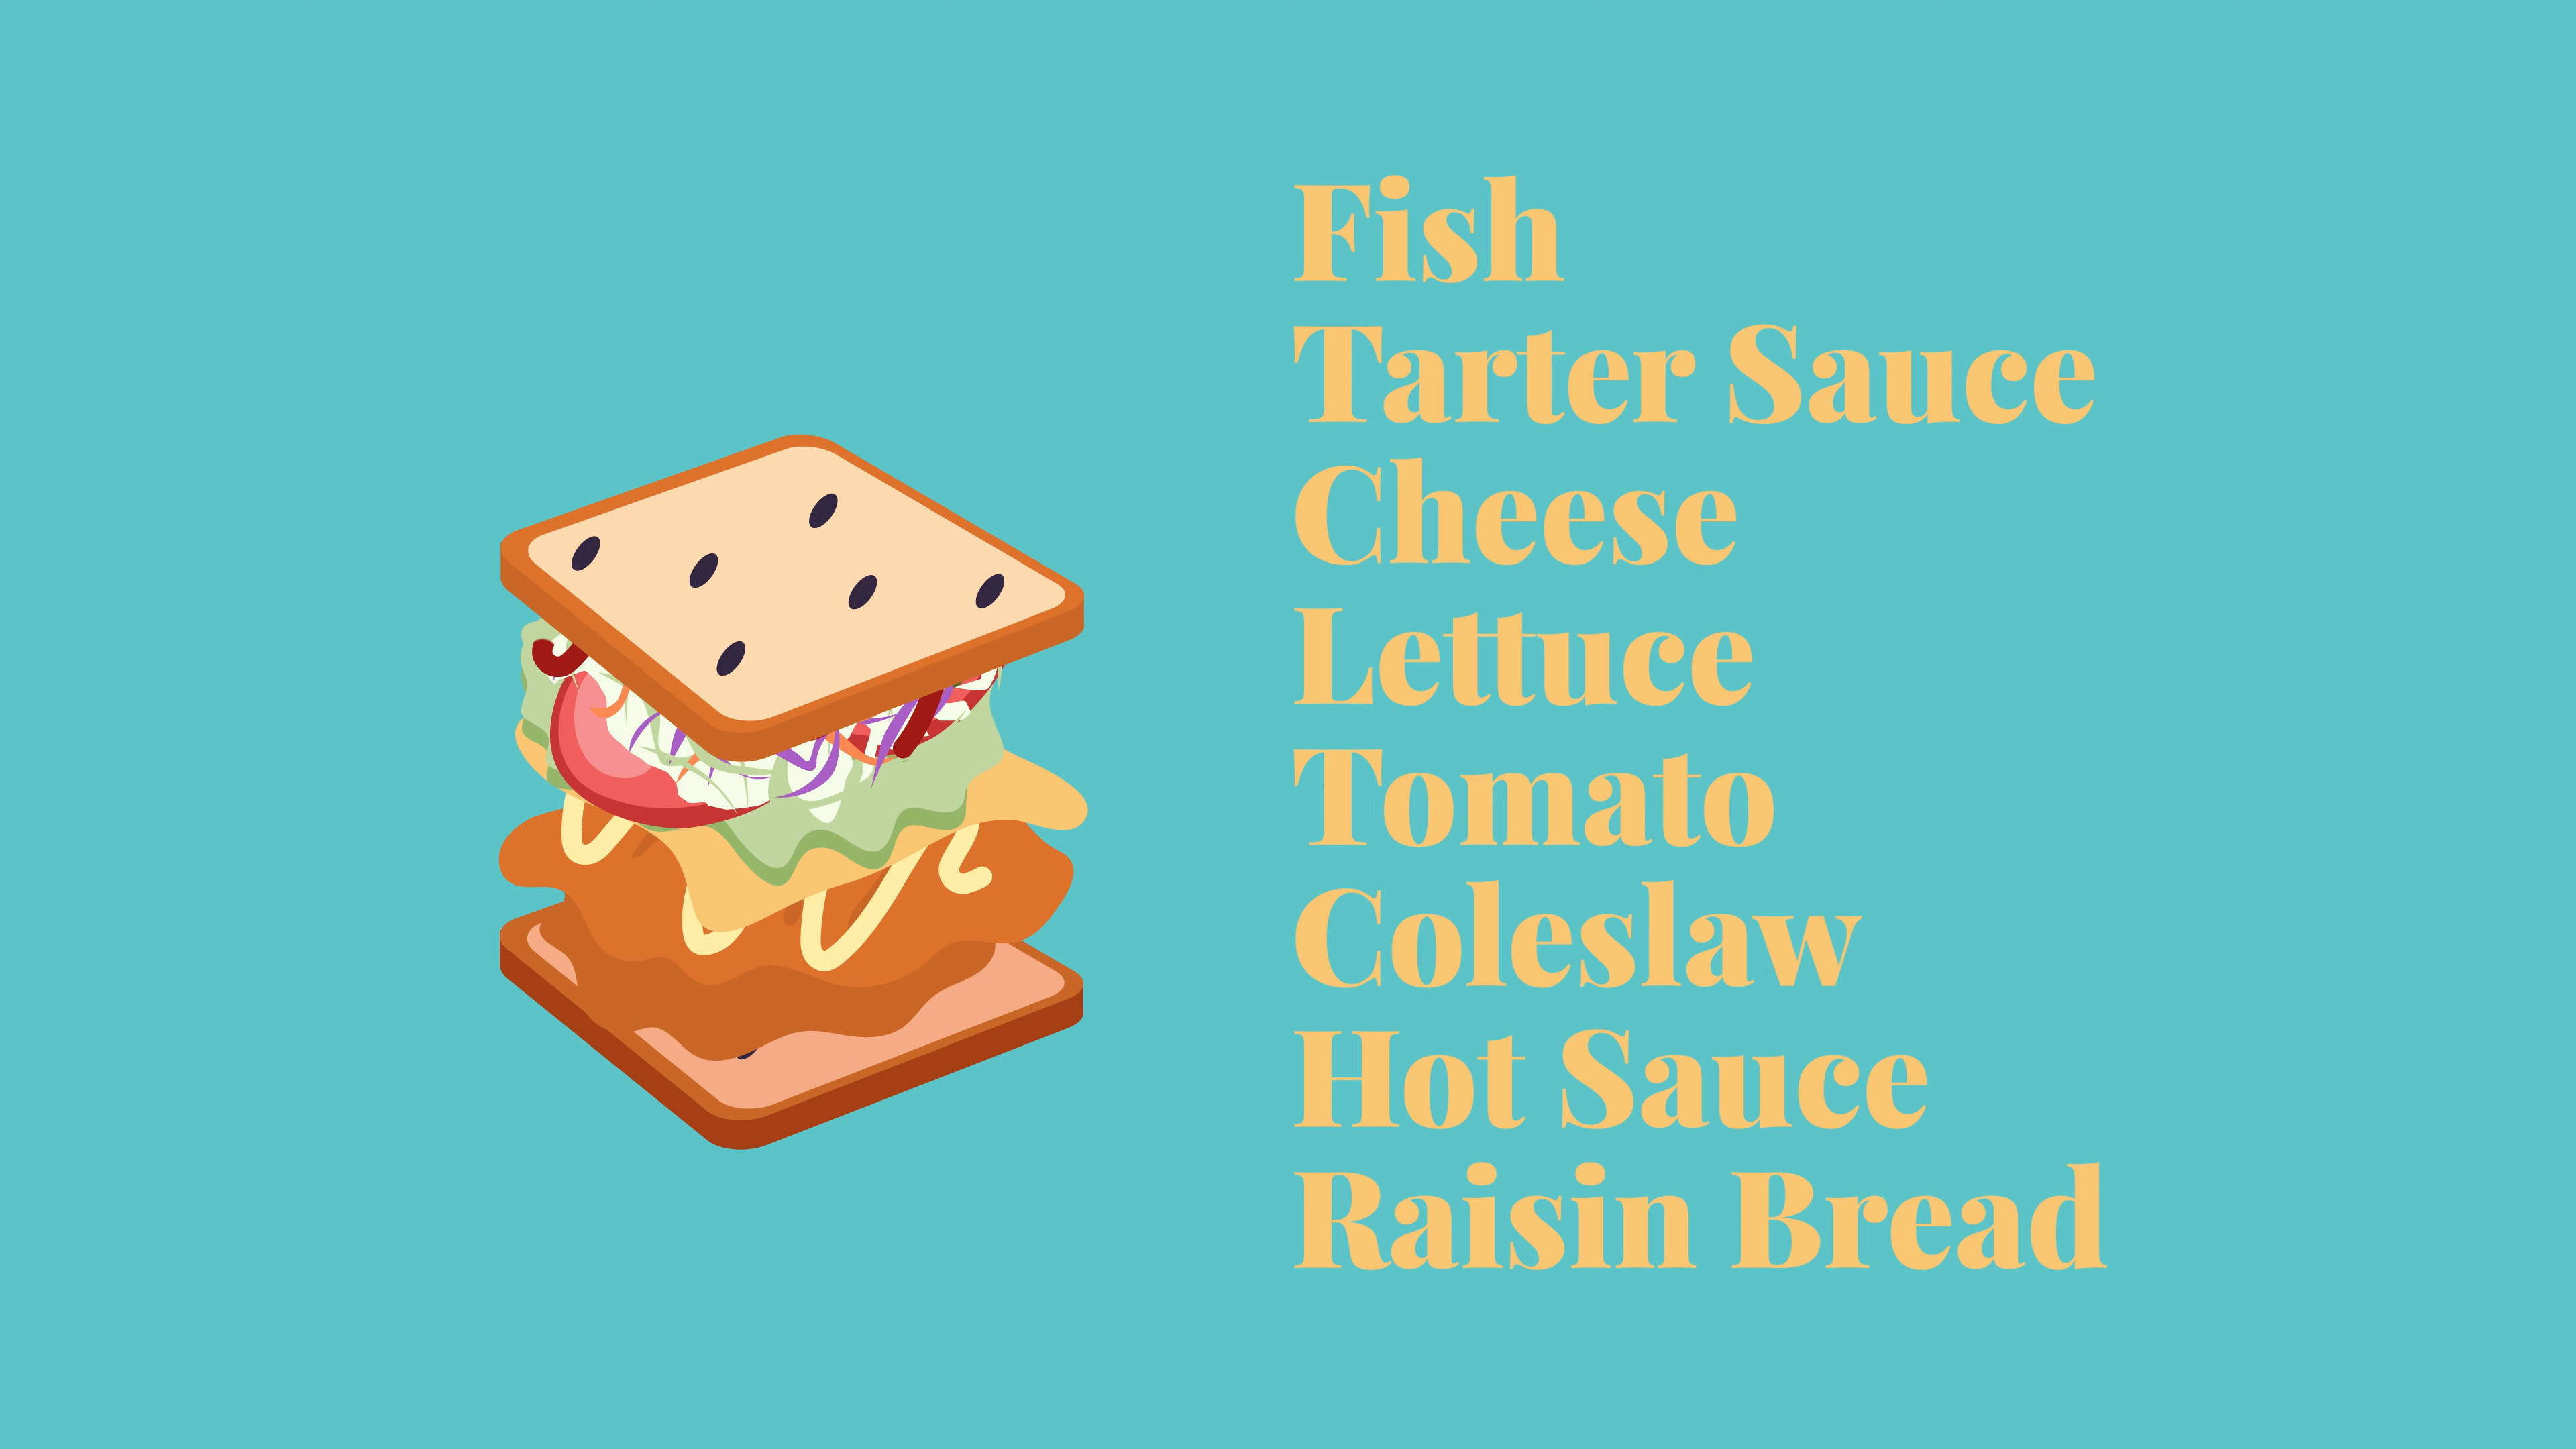 Fish
Tarter Sauce
Cheese
Lettuce
Tomato
Coleslaw
Hot Sauce
Raisin Bread